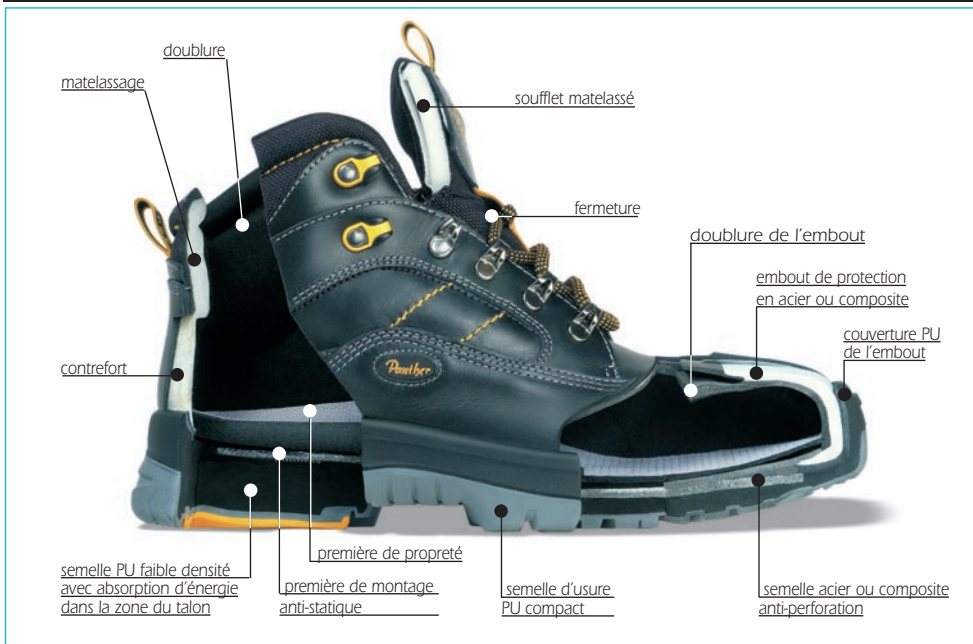 doublure
matelassage
soufflet matelassé
fermeture
doublure de l'embout
embout de protection
en acier ou composite
couverture PU
de l'embout
contrefort
Panther
première de propreté
semelle PU faible densité
avec absorption d'énergie
dans la zone du talon
première de montage
anti-statique
semelle d'usure
PU compact
semelle acier ou composite
anti-perforation